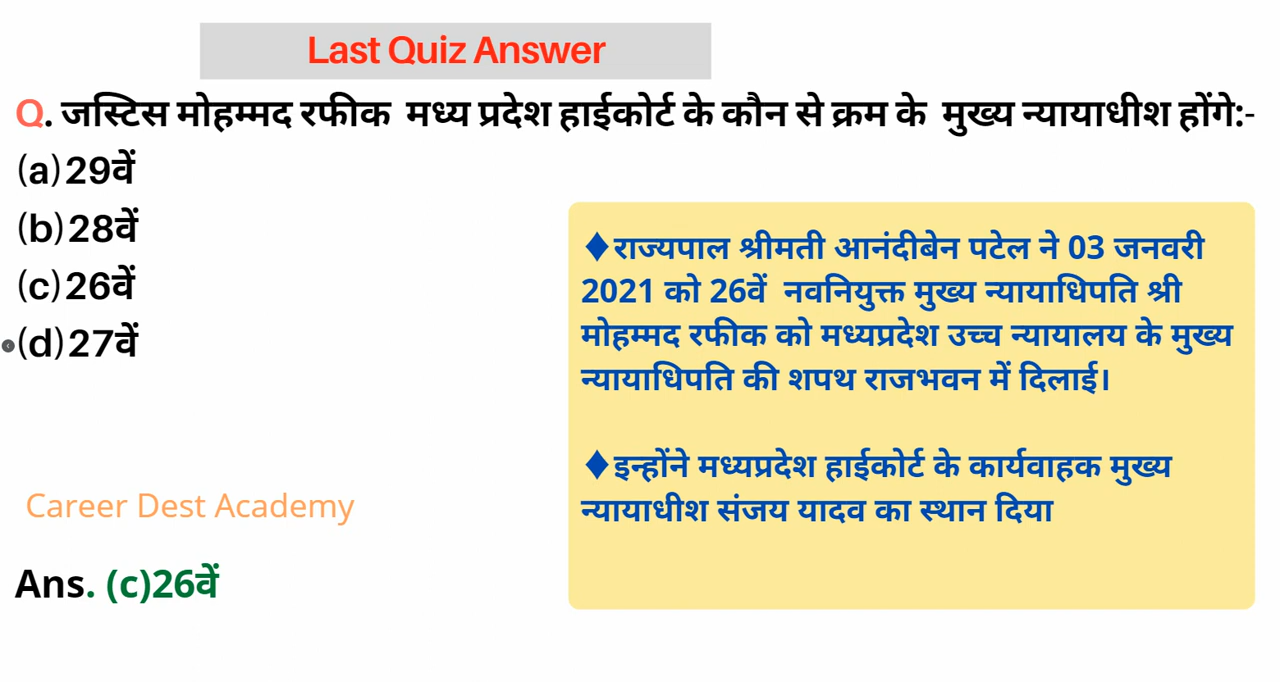 Last Quiz Answer
Q. जस्टिस मोहम्मद रफीक मध्य प्रदेश हाईकोर्ट के कौन से क्रम के मुख्य न्यायाधीश होंगे:-
(a)29वें
(b)28वें
(c)26वें
(d)27वें
♦राज्यपाल श्रीमती आनंदीबेन पटेल ने 03 जनवरी
2021 को 26वें नवनियुक्त मुख्य न्यायाधिपति श्री
मोहम्मद रफीक को मध्यप्रदेश उच्च न्यायालय के मुख्य
न्यायाधिपति की शपथ राजभवन में दिलाई।
♦इन्होंने मध्यप्रदेश हाईकोर्ट के कार्यवाहक मुख्य
न्यायाधीश संजय यादव का स्थान दिया
Career Dest Academy
Ans. (c)26वें